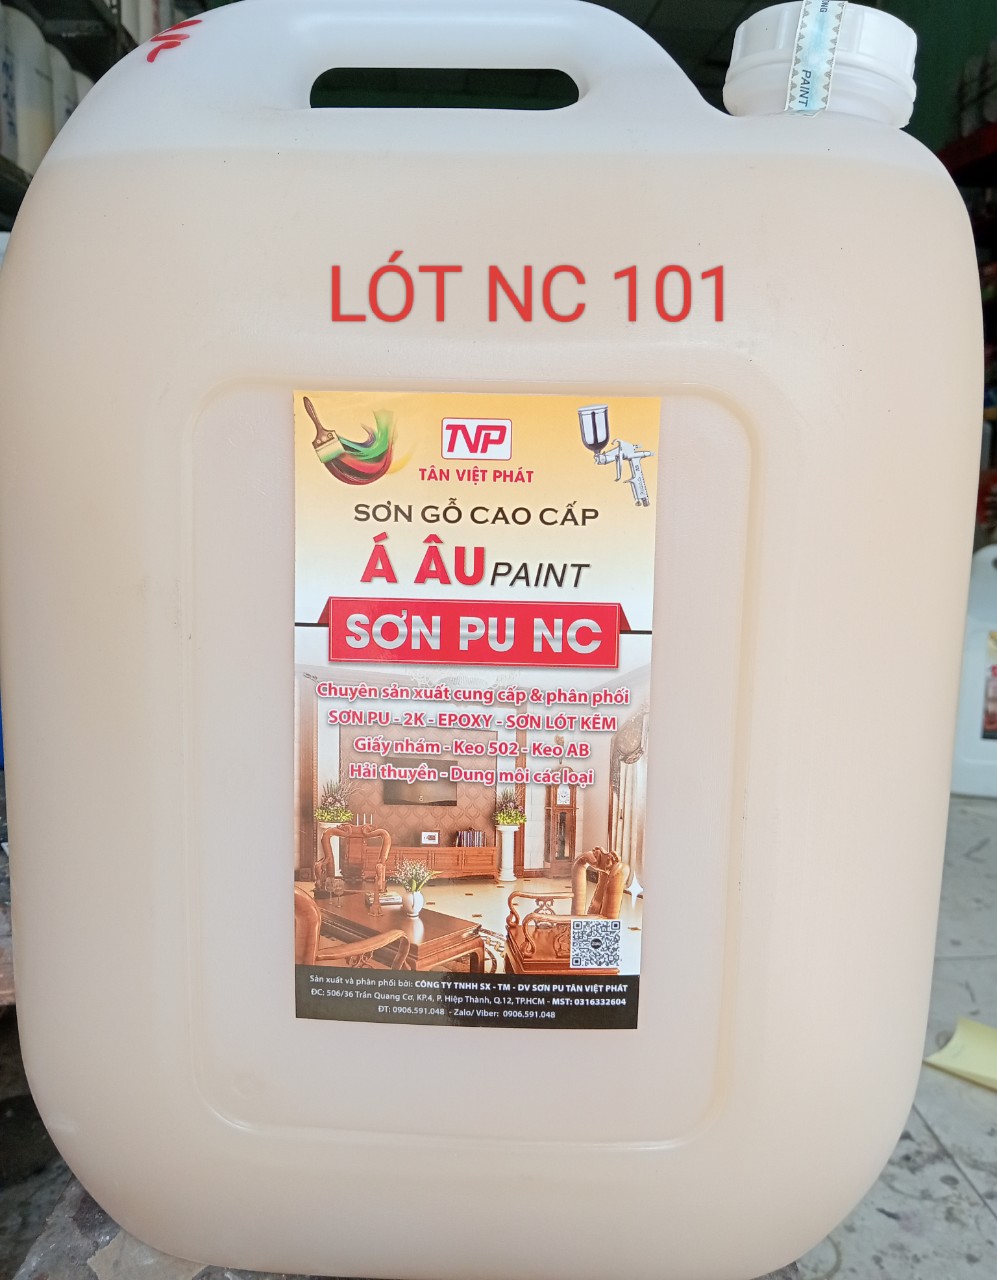 ONG
PAINT
LÓT NC 101
TVP
TÂN VIỆT PHÁT
SƠN GỖ CAO CẤP
Á ÂU PAINT
SƠN PU NC
Chuyên sản xuất cung cấp & phân phối
SƠN PU - 2K - EPOXY - SƠN LÓT KẼM
Giấy nhám - Keo 502 - Keo AB
Hải thuyền - Dung môi các loại
Sản xuất và phân phối bởi: CÔNG TY TNHH SX - TM - DV SƠN PU TÂN VIỆT PHÁT
ĐC: 506/36 Trần Quang Cơ, KP.4, P. Hiệp Thành, Q.12, TP.HCM - MST: 0316332604
ĐT: 0906.591.048 - Zalo/ Viber: 0906.591.048